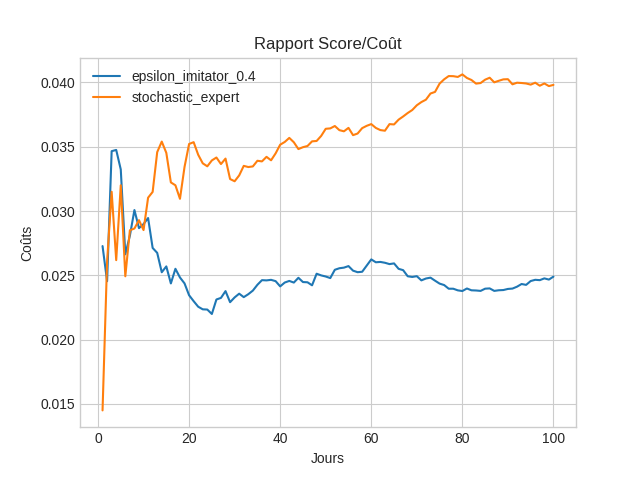 Rapport Score/Coût
epsilon_imitator_0.4
stochastic_expert
0.040
0.035
0.030
0.025
0.020
0.015
Coûts
0 20 40 60 80 100
Jours